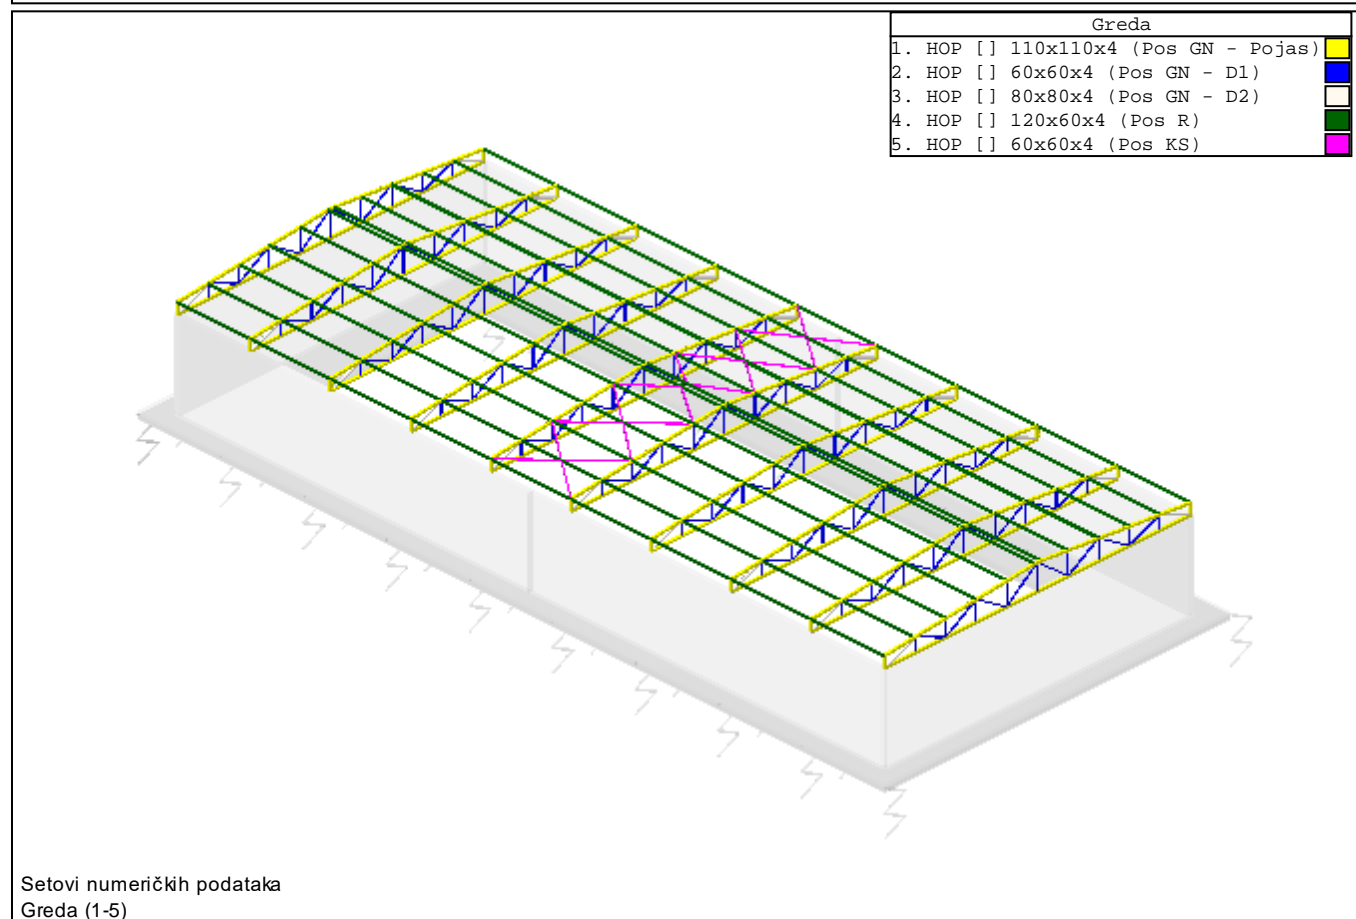 Greda
1. HOP [] 110x110x4 (Pos GN - Pojas)
2. HOP [] 60x60x4 (Pos GN - D1)
3. HOP [] 80x80x4 (Pos GN - D2)
4. HOP [] 120x60x4 (Pos R)
5. HOP [] 60x60x4 (Pos KS)
Setovi numeričkih podataka
Greda (1-5)